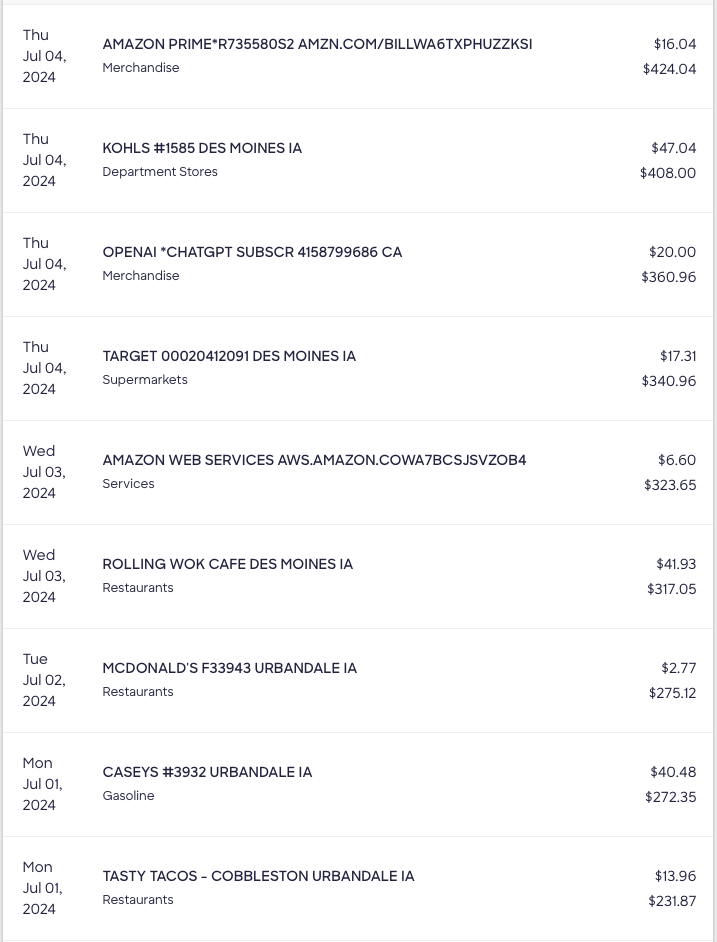 Thu
Jul 04,
2024
AMAZON PRIME*R735580S2 AMZN.COM/BILLWA6TXPHUZZKSI
Merchandise
$16.04
$424.04
Thu
Jul 04,
2024
KOHLS #1585 DES MOINES IA
Department Stores
$47.04
$408.00
Thu
Jul 04,
2024
OPENAI *CHATGPT SUBSCR 4158799686 CA
Merchandise
$20.00
$360.96
Thu
Jul 04,
2024
TARGET 00020412091 DES MOINES IA
Supermarkets
$17.31
$340.96
Wed
Jul 03,
2024
AMAZON WEB SERVICES AWS.AMAZON.COWA7BCSJSVZOB4
Services
$6.60
$323.65
Wed
Jul 03,
2024
ROLLING WOK CAFE DES MOINES IA
Restaurants
$41.93
$317.05
Tue
Jul 02,
2024
MCDONALD'S F33943 URBANDALE IA
Restaurants
$2.77
$275.12
Mon
Jul 01,
2024
CASEYS #3932 URBANDALE IA
Gasoline
$40.48
$272.35
Mon
Jul 01,
2024
TASTY TACOS - COBBLESTON URBANDALE IA
Restaurants
$13.96
$231.87